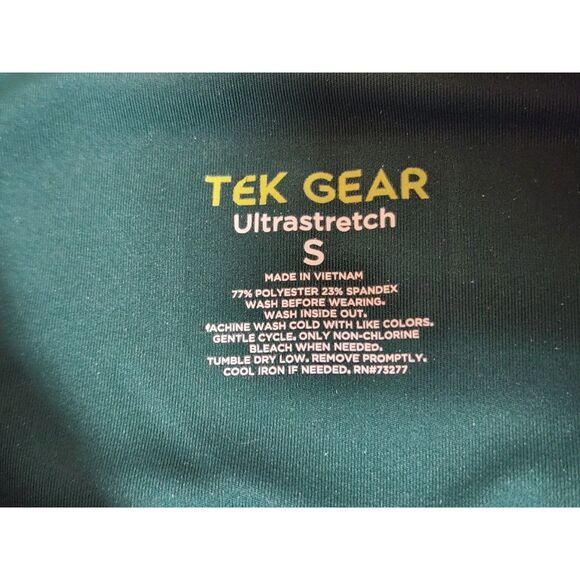 TEK GEAR
Ultrastretch
S
MADE IN VIETNAM
77% POLYESTER 23% SPANDEX
WASH BEFORE WEARING.
WASH INSIDE OUT.
MACHINE WASH COLD WITH LIKE COLORS.
GENTLE CYCLE. ONLY NON-CHLORINE
BLEACH WHEN NEEDED.
TUMBLE DRY LOW. REMOVE PROMPTLY.
COOL IRON IF NEEDED. RN#73277